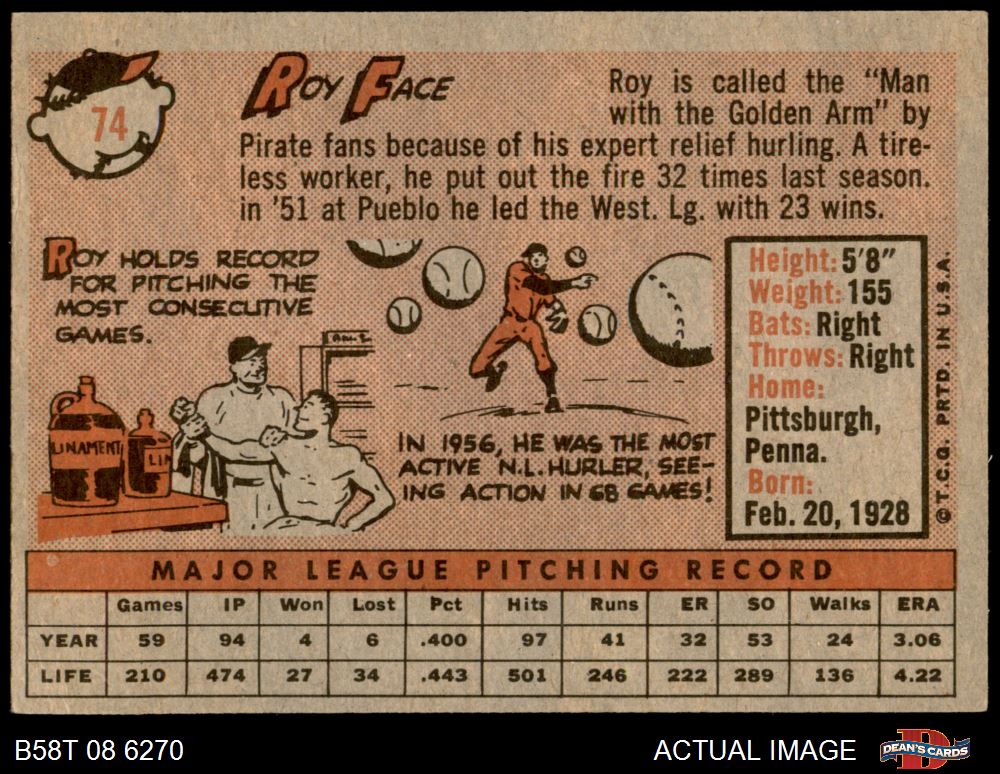 74
ROY FACE
Roy is called the "Man
with the Golden Arm" by
Pirate fans because of his expert relief hurling. A tire-
less worker, he put out the fire 32 times last season.
in '51 at Pueblo he led the West. Lg. with 23 wins.
ROY HOLDS RECORD
FOR PITCHING THE
MOST CONSECUTIVE
GAMES.
LINAMENT
LIN
IN 1956, HE WAS THE MOST
ACTIVE N.L. HURLER, SEE-
ING ACTION IN 68 GAMES!
Height: 5'8"
Weight: 155
Bats: Right
Throws: Right
Home:
Pittsburgh,
Penna.
Born:
Feb. 20, 1928
© T.C.G. PRTD. IN U.S.A.
MAJOR LEAGUE PITCHING RECORD
Games IP Won Lost Pct Hits Runs ER SO Walks ERA
YEAR 59 94 4 6 .400 97 41 32 53 24 3.06
LIFE 210 474 27 34 .443 501 246 222 289 136 4.22
B58T 08 6270
ACTUAL IMAGE
DEAN'S CARDS